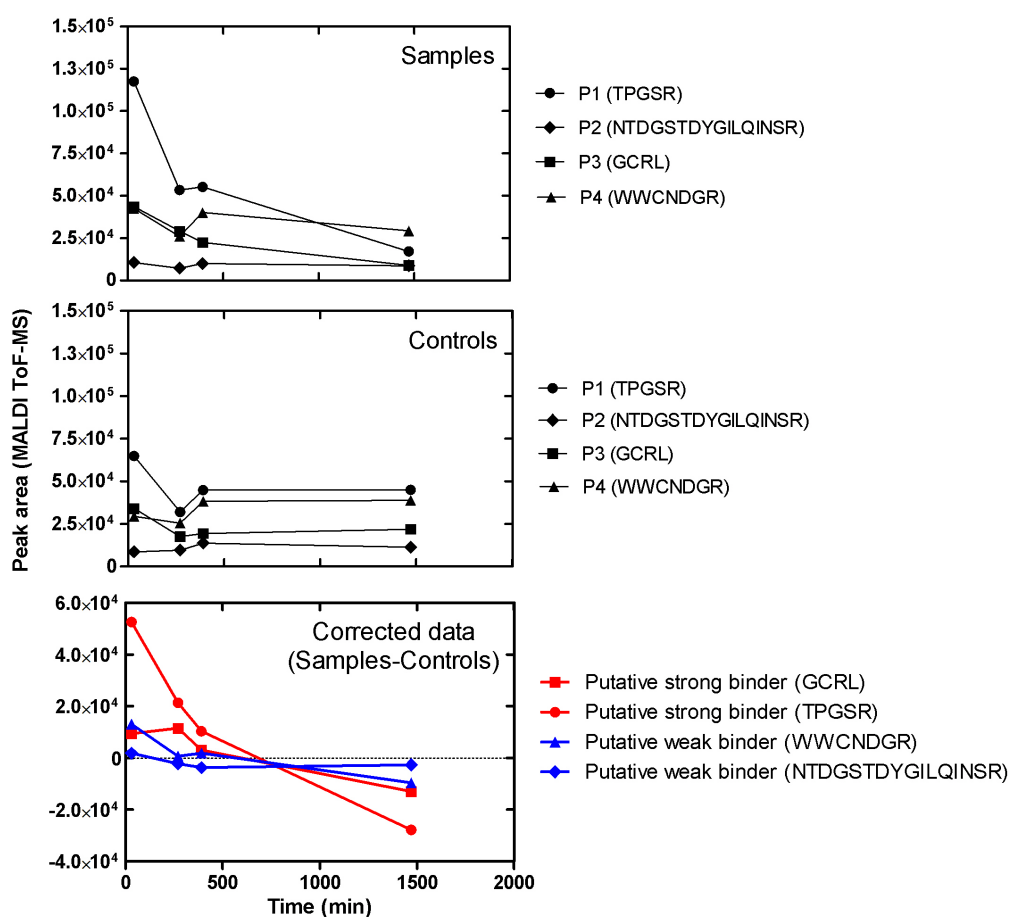 1.5×10⁵
1.3×10⁵
1.0×10⁵
7.5×10⁴
5.0×10⁴
2.5×10⁴
0
Samples
P1 (TPGSR)
P2 (NTDGSTDYGILQINSR)
P3 (GCRL)
P4 (WWCNDGR)
Peak area (MALDI ToF-MS)
1.5×10⁵
1.3×10⁵
1.0×10⁵
7.5×10⁴
5.0×10⁴
2.5×10⁴
0
Controls
P1 (TPGSR)
P2 (NTDGSTDYGILQINSR)
P3 (GCRL)
P4 (WWCNDGR)
6.0×10⁴
4.0×10⁴
2.0×10⁴
0
-2.0×10⁴
-4.0×10⁴
Corrected data
(Samples-Controls)
Putative strong binder (GCRL)
Putative strong binder (TPGSR)
Putative weak binder (WWCNDGR)
Putative weak binder (NTDGSTDYGILQINSR)
0 500 1000 1500 2000
Time (min)